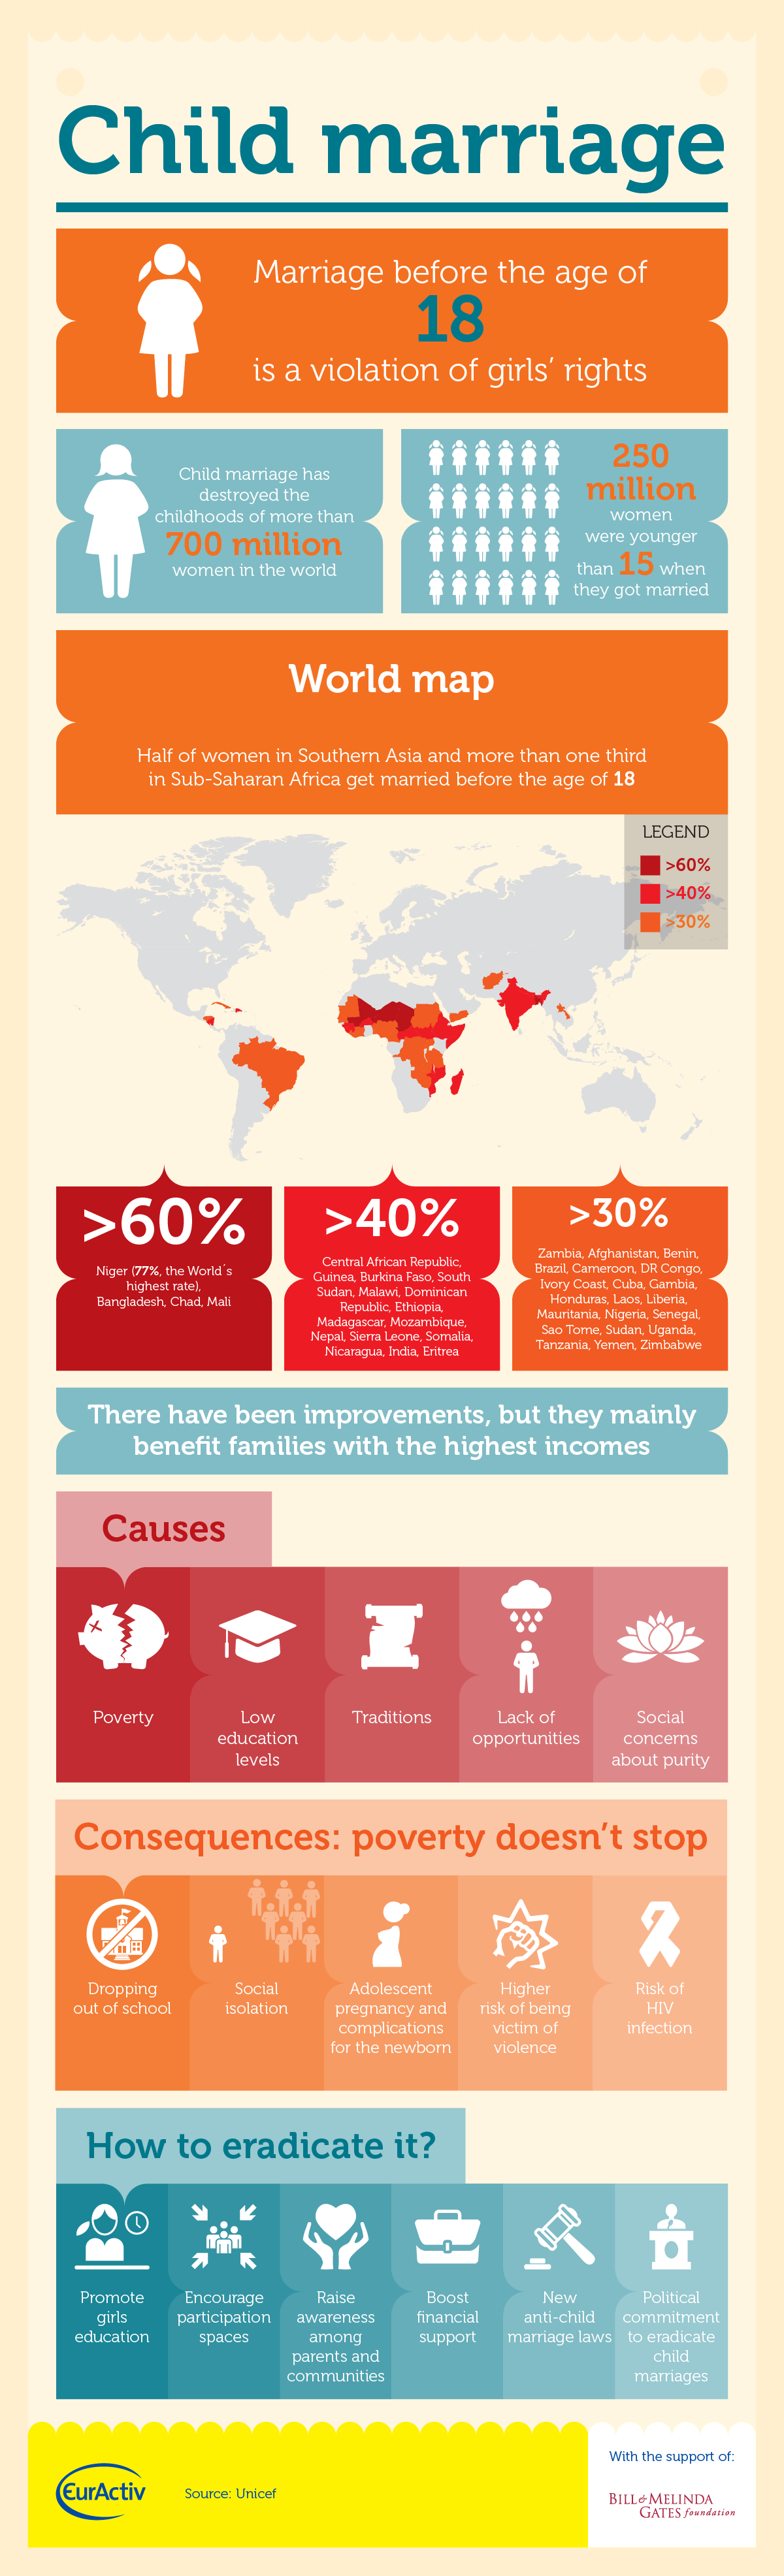 Child marriage
Marriage before the age of
18
is a violation of girls' rights
Child marriage has
destroyed the
childhoods of more than
700 million
women in the world
250
million
women
were younger
than 15 when
they got married
World map
Half of women in Southern Asia and more than one third
in Sub-Saharan Africa get married before the age of 18
LEGEND
>60%
>40%
>30%
>60%
Niger (77%, the World´s
highest rate),
Bangladesh, Chad, Mali
>40%
Central African Republic,
Guinea, Burkina Faso, South
Sudan, Malawi, Dominican
Republic, Ethiopia,
Madagascar, Mozambique,
Nepal, Sierra Leone, Somalia,
Nicaragua, India, Eritrea
>30%
Zambia, Afghanistan, Benin,
Brazil, Cameroon, DR Congo,
Ivory Coast, Cuba, Gambia,
Honduras, Laos, Liberia,
Mauritania, Nigeria, Senegal,
Sao Tome, Sudan, Uganda,
Tanzania, Yemen, Zimbabwe
There have been improvements, but they mainly
benefit families with the highest incomes
Causes
Poverty
Low
education
levels
Traditions
Lack of
opportunities
Social
concerns
about purity
Consequences: poverty doesn't stop
Dropping
out of school
Social
isolation
Adolescent
pregnancy and
complications
for the newborn
Higher
risk of being
victim of
violence
Risk of
HIV
infection
How to eradicate it?
Promote
girls
education
Encourage
participation
spaces
Raise
awareness
among
parents and
communities
Boost
financial
support
New
anti-child
marriage laws
Political
commitment
to eradicate
child
marriages
EurActiv
Source: Unicef
With the support of:
BILL & MELINDA
GATES foundation